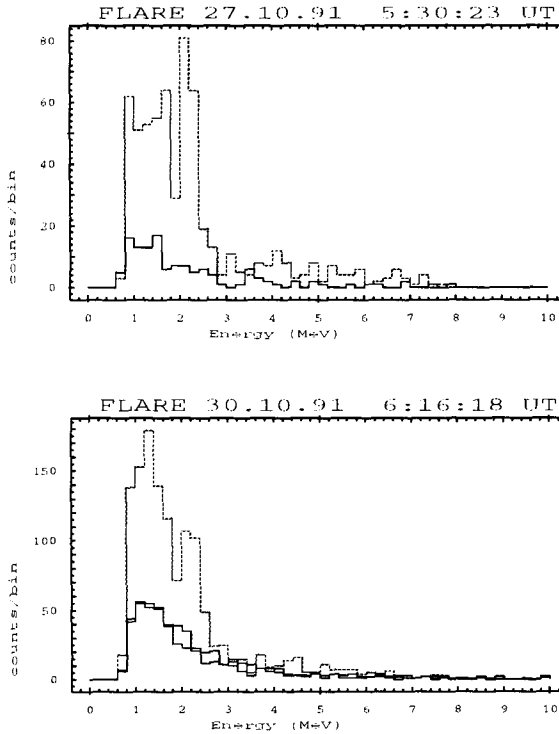 FLARE 27.10.91 5:30:23 UT
80
60
40
20
0
counts/bin
0 1 2 3 4 5 6 7 8 9 10
Energy (MeV)
FLARE 30.10.91 6:16:18 UT
150
100
50
0
counts/bin
0 1 2 3 4 5 6 7 8 9 10
Energy (MeV)